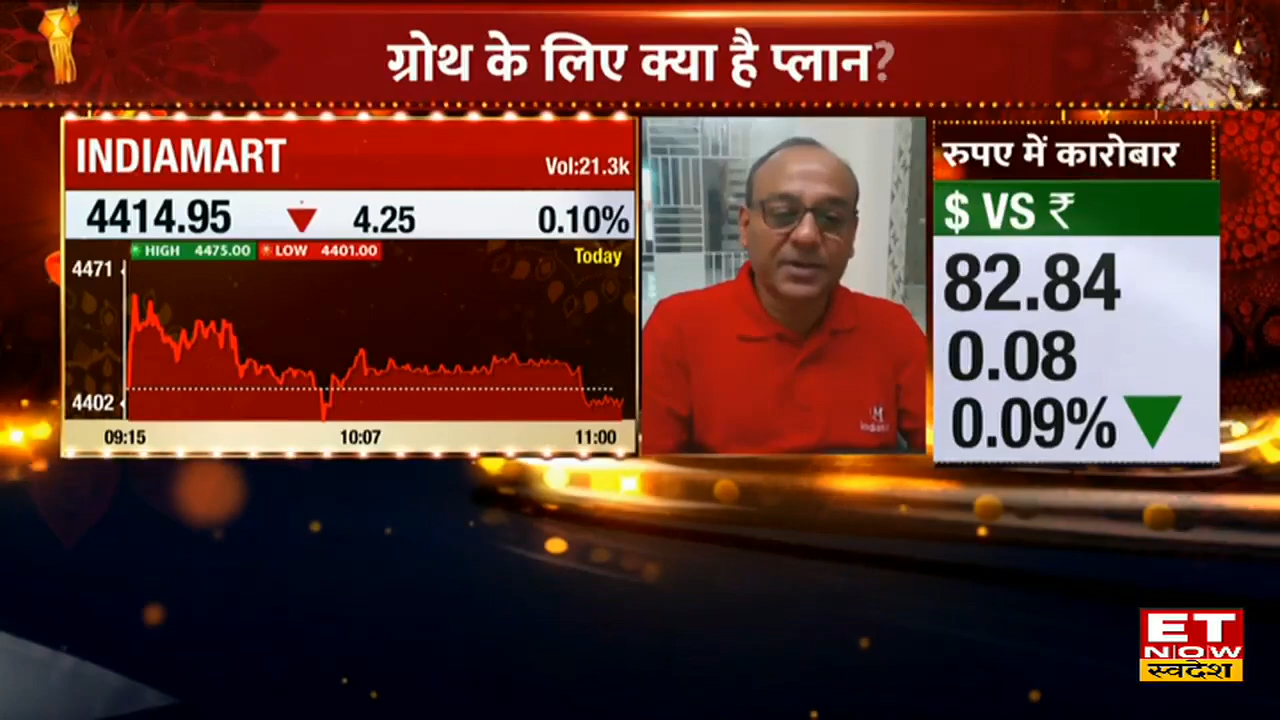 ग्रोथ के लिए क्या है प्लान?
INDIAMART
Vol:21.3k
4414.95 4.25 0.10%
HIGH 4475.00 LOW 4401.00
Today
4471
4402
09:15 10:07 11:00
रुपए में कारोबार
$ VS ₹
82.84
0.08
0.09%
ET
NOW
स्वदेश